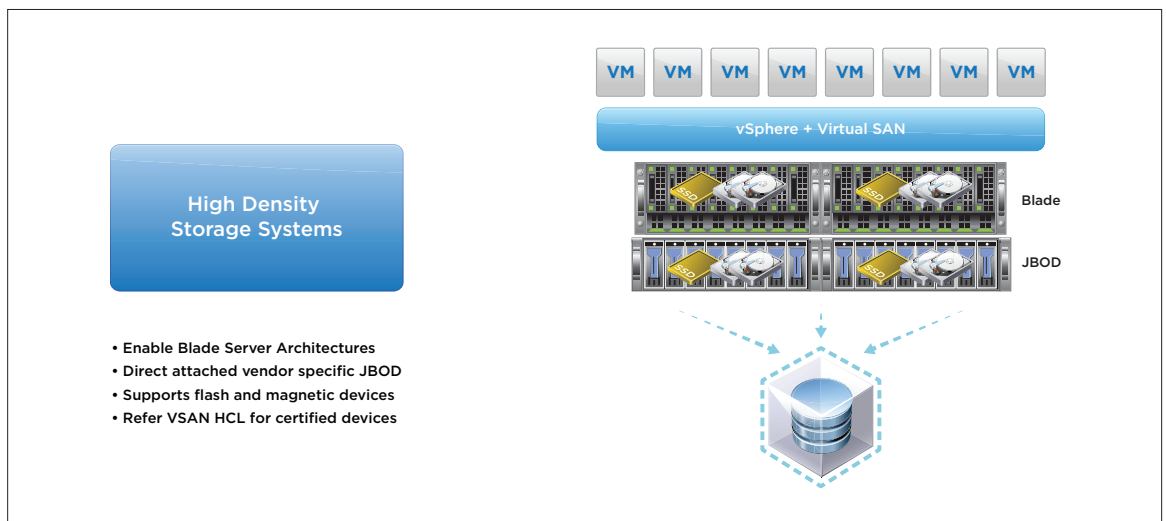 High Density
Storage Systems
• Enable Blade Server Architectures
• Direct attached vendor specific JBOD
• Supports flash and magnetic devices
• Refer VSAN HCL for certified devices
VM VM VM VM VM VM VM VM
vSphere + Virtual SAN
SSD SSD
Blade
SSD SSD
JBOD